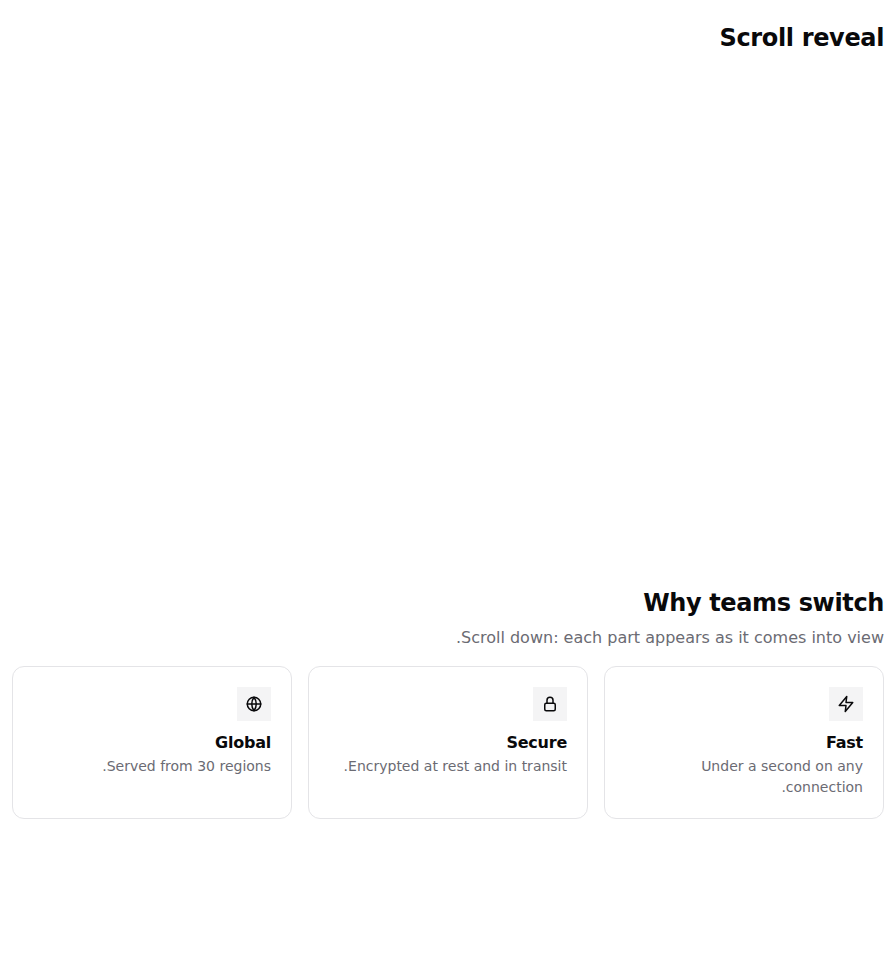 Scroll reveal
Why teams switch
Scroll down: each part appears as it comes into view.
Fast
Under a second on any
connection.
Secure
Encrypted at rest and in transit.
Global
Served from 30 regions.